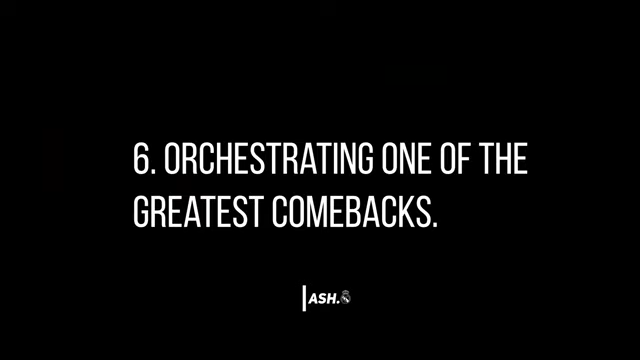 6. ORCHESTRATING ONE OF THE
GREATEST COMEBACKS.
ASH.